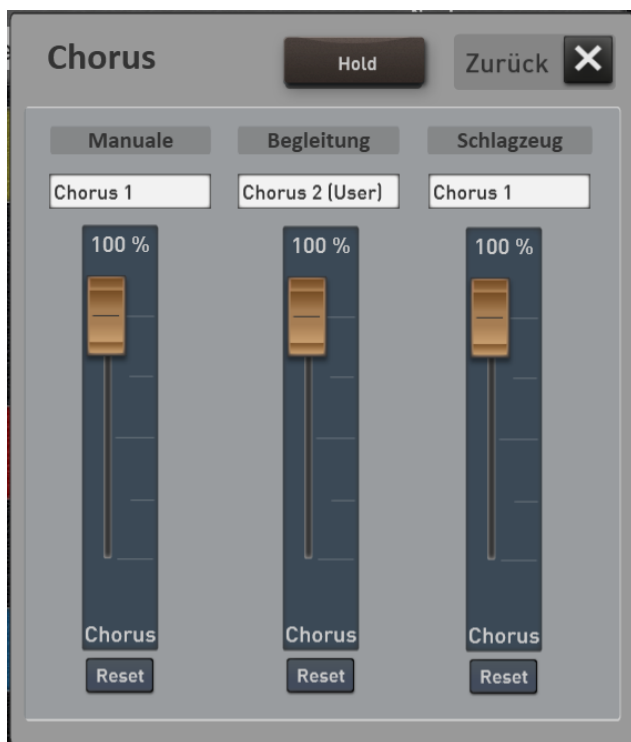 Chorus
Hold
Zurück
Manuale Begleitung Schlagzeug
Chorus 1 Chorus 2 (User) Chorus 1
100 % 100 % 100 %
Chorus Chorus Chorus
Reset Reset Reset